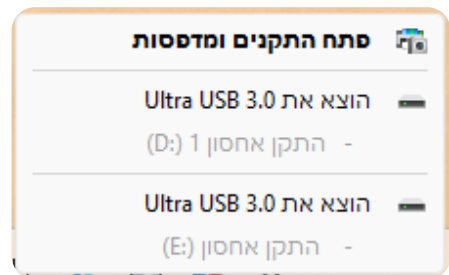 פתח התקנים ומדפסות
הוצא את Ultra USB 3.0
- התקן אחסון 1 (D:)
הוצא את Ultra USB 3.0
- התקן אחסון (E:)